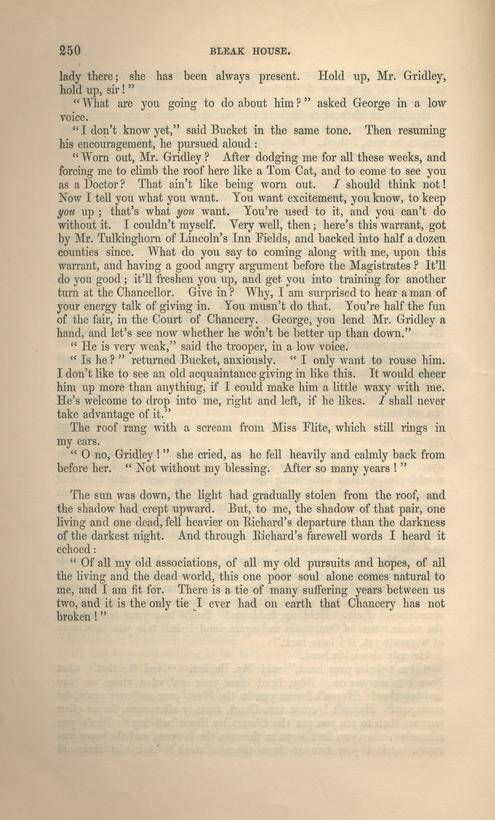 250 BLEAK HOUSE.
lady there; she has been always present. Hold up, Mr. Gridley,
hold up, sir!"
"What are you going to do about him?" asked George in a low
voice.
"I don't know yet," said Bucket in the same tone. Then resuming
his encouragement, he pursued aloud:
"Worn out, Mr. Gridley? After dodging me for all these weeks, and
forcing me to climb the roof here like a Tom Cat, and to come to see you
as a Doctor? That ain't like being worn out. I should think not!
Now I tell you what you want. You want excitement, you know, to keep
you up; that's what you want. You're used to it, and you can't do
without it. I couldn't myself. Very well, then; here's this warrant, got
by Mr. Tulkinghorn of Lincoln's Inn Fields, and backed into half a dozen
counties since. What do you say to coming along with me, upon this
warrant, and having a good angry argument before the Magistrates? It'll
do you good; it'll freshen you up, and get you into training for another
turn at the Chancellor. Give in? Why, I am surprised to hear a man of
your energy talk of giving in. You musn't do that. You're half the fun
of the fair, in the Court of Chancery. George, you lend Mr. Gridley a
hand, and let's see now whether he won't be better up than down."
"He is very weak," said the trooper, in a low voice.
"Is he?" returned Bucket, anxiously. "I only want to rouse him.
I don't like to see an old acquaintance giving in like this. It would cheer
him up more than anything, if I could make him a little waxy with me.
He's welcome to drop into me, right and left, if he likes. I shall never
take advantage of it."
The roof rang with a scream from Miss Flite, which still rings in
my ears.
"O no, Gridley!" she cried, as he fell heavily and calmly back from
before her. "Not without my blessing. After so many years!"
The sun was down, the light had gradually stolen from the roof, and
the shadow had crept upward. But, to me, the shadow of that pair, one
living and one dead, fell heavier on Richard's departure than the darkness
of the darkest night. And through Richard's farewell words I heard it
echoed:
"Of all my old associations, of all my old pursuits and hopes, of all
the living and the dead world, this one poor soul alone comes natural to
me, and I am fit for. There is a tie of many suffering years between us
two, and it is the only tie I ever had on earth that Chancery has not
broken!"